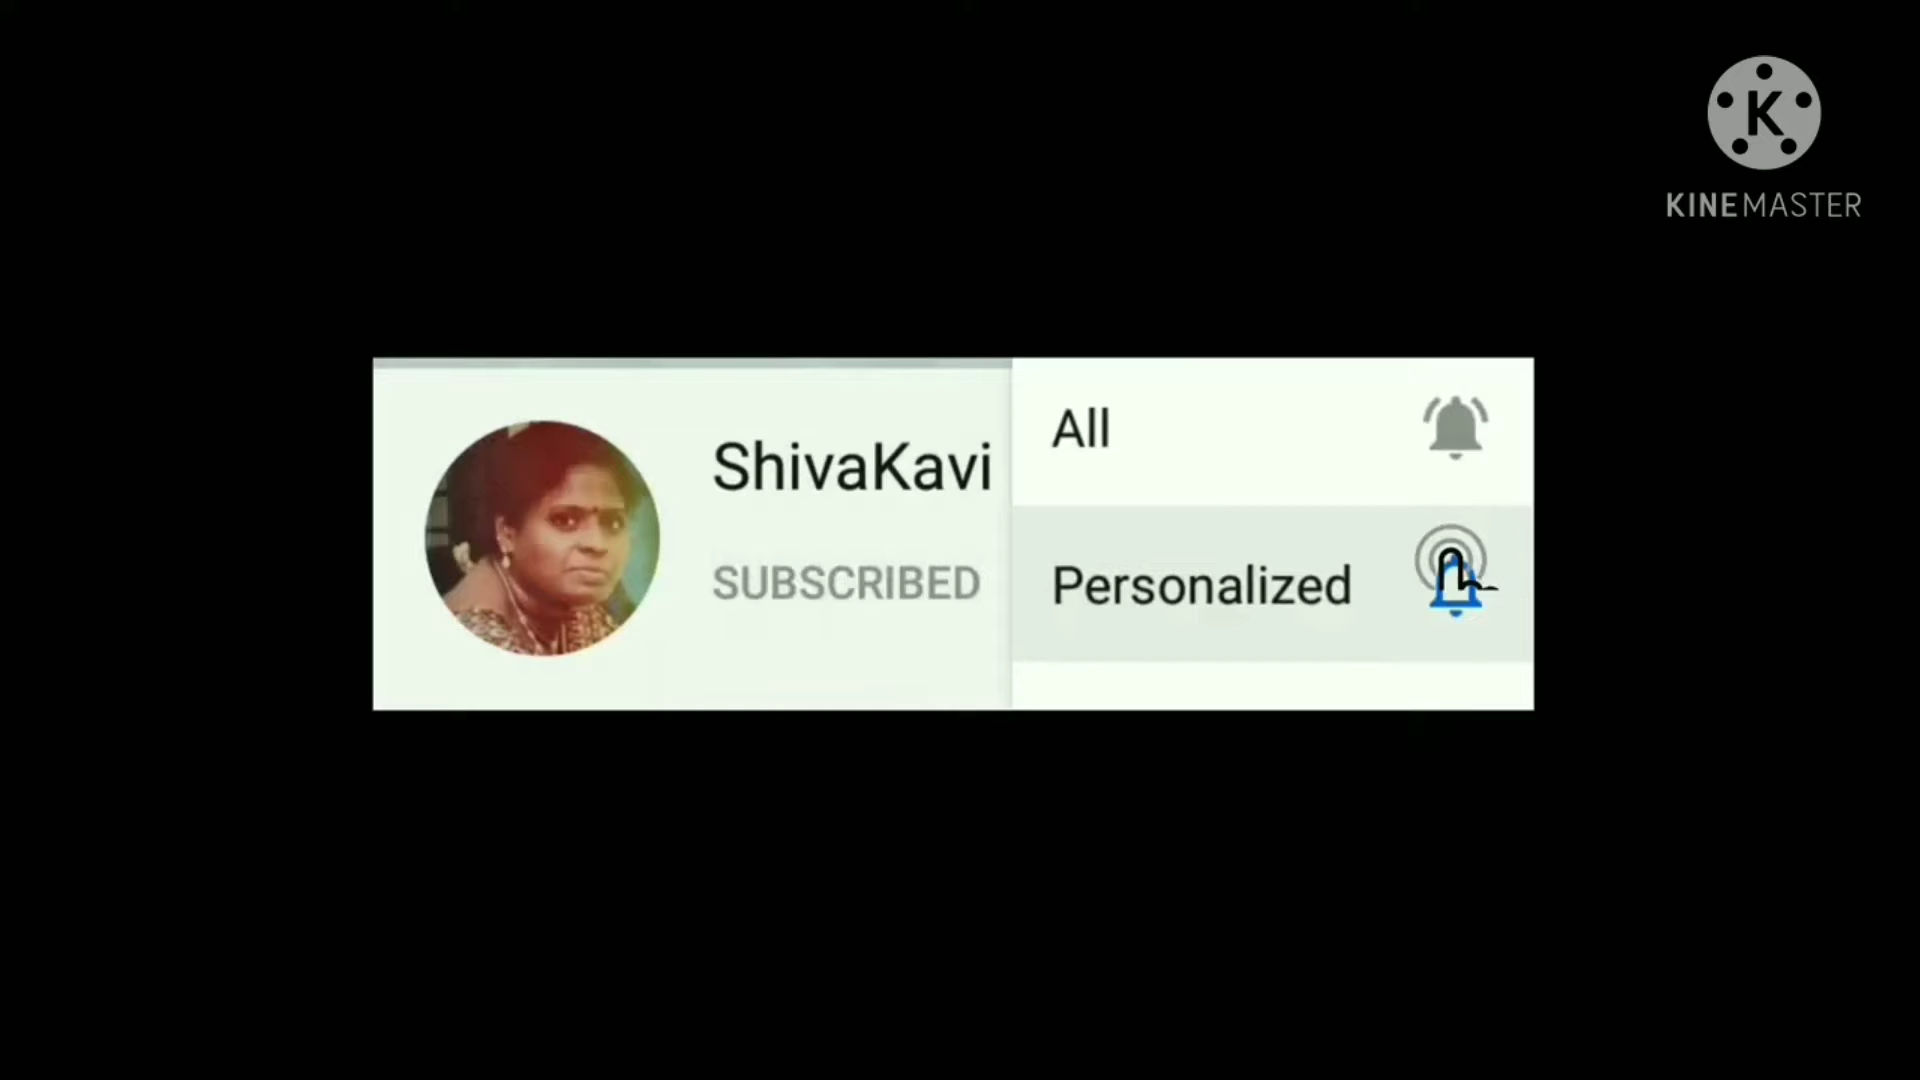 K
KINEMASTER
ShivaKavi
SUBSCRIBED
All
Personalized